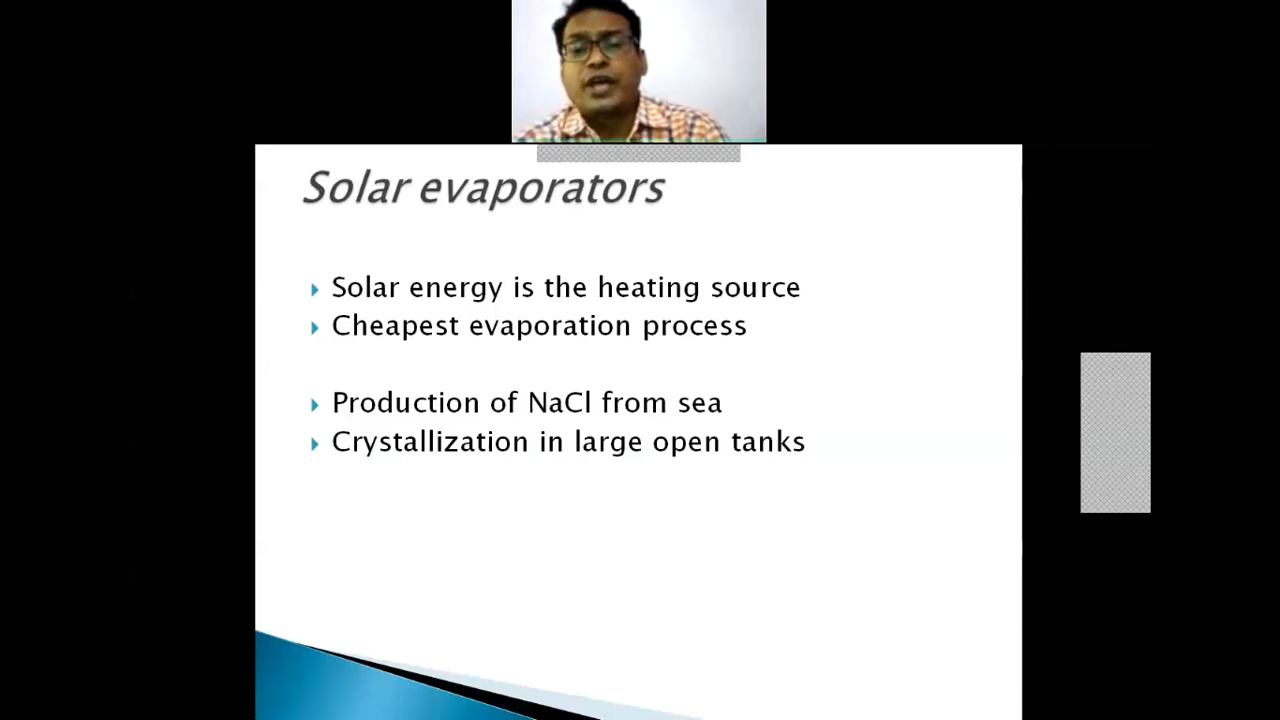 Solar evaporators
Solar energy is the heating source
Cheapest evaporation process
Production of NaCl from sea
Crystallization in large open tanks